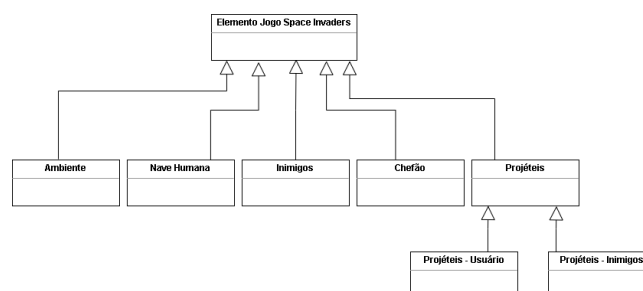 Elemento Jogo Space Invaders
Ambiente
Nave Humana
Inimigos
Chefão
Projéteis
Projéteis - Usuário
Projéteis - Inimigos